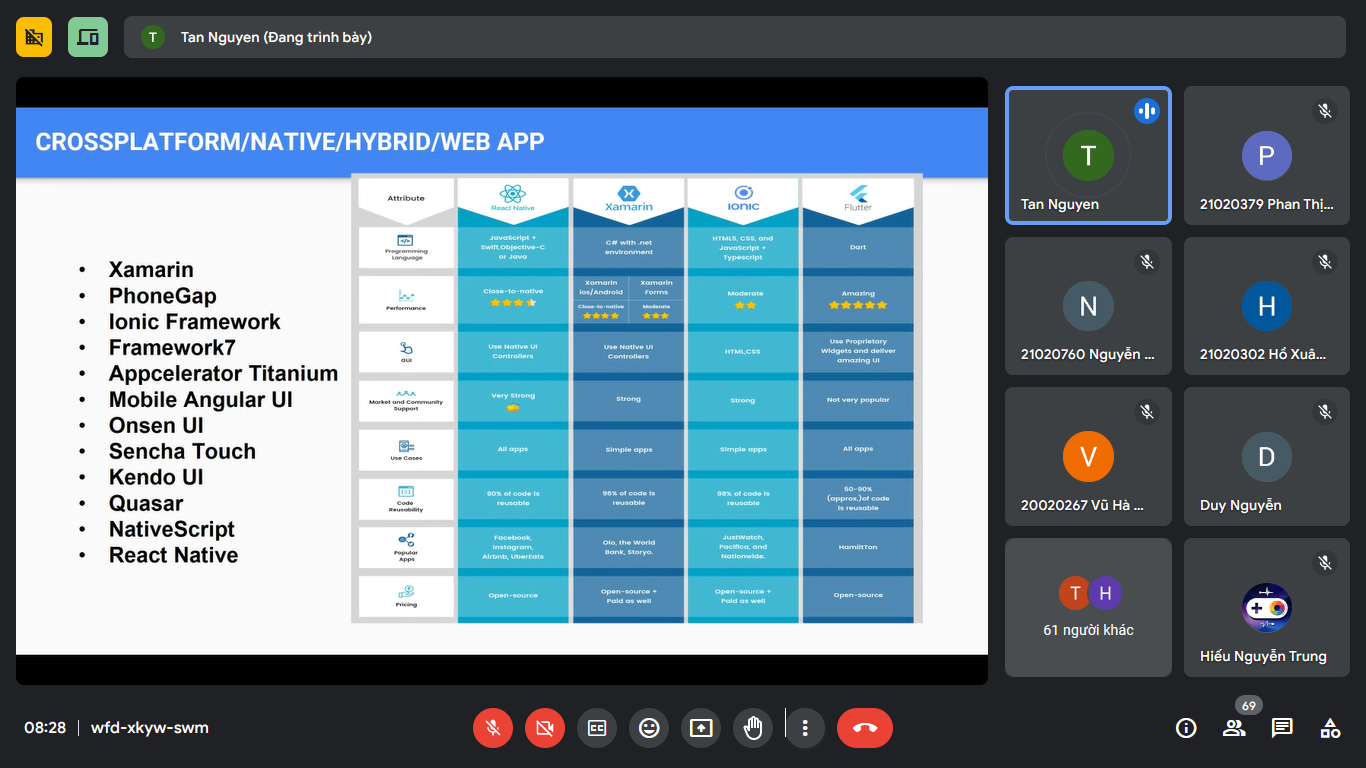 T Tan Nguyen (Đang trình bày)
CROSSPLATFORM/NATIVE/HYBRID/WEB APP
• Xamarin
• PhoneGap
• Ionic Framework
• Framework7
• Appcelerator Titanium
• Mobile Angular UI
• Onsen UI
• Sencha Touch
• Kendo UI
• Quasar
• NativeScript
• React Native
Attribute
React Native
Xamarin
IONIC
Flutter
Programming
Language
JavaScript +
Swift,Objective-C
or Java
C# with .net
environment
HTML5, CSS, and
JavaScript +
Typescript
Dart
Performance
Close-to-native
Xamarin
ios/Android
Close-to-native
Xamarin
Forms
Moderate
Moderate
Amazing
GUI
Use Native UI
Controllers
Use Native UI
Controllers
HTML,CSS
Use Proprietary
Widgets and deliver
amazing UI
Market and Community
Support
Very Strong
Strong
Strong
Not very popular
Use Cases
All apps
Simple apps
Simple apps
All apps
Code
Reusability
90% of code is
reusable
96% of code is
reusable
98% of code is
reusable
50-90%
(approx.)of code
is reusable
Popular
Apps
Facebook,
Instagram,
Airbnb, UberEats
Olo, the World
Bank, Storyo.
JustWatch,
Pacifica, and
Nationwide.
HamiltTon
Pricing
Open-source
Open-source +
Paid as well
Open-source +
Paid as well
Open-source
T
Tan Nguyen
P
21020379 Phan Thị...
N
21020760 Nguyễn ...
H
21020302 Hồ Xuâ...
V
20020267 Vũ Hà ...
D
Duy Nguyễn
T H
61 người khác
Hiếu Nguyễn Trung
08:28 | wfd-xkyw-swm
CC
69